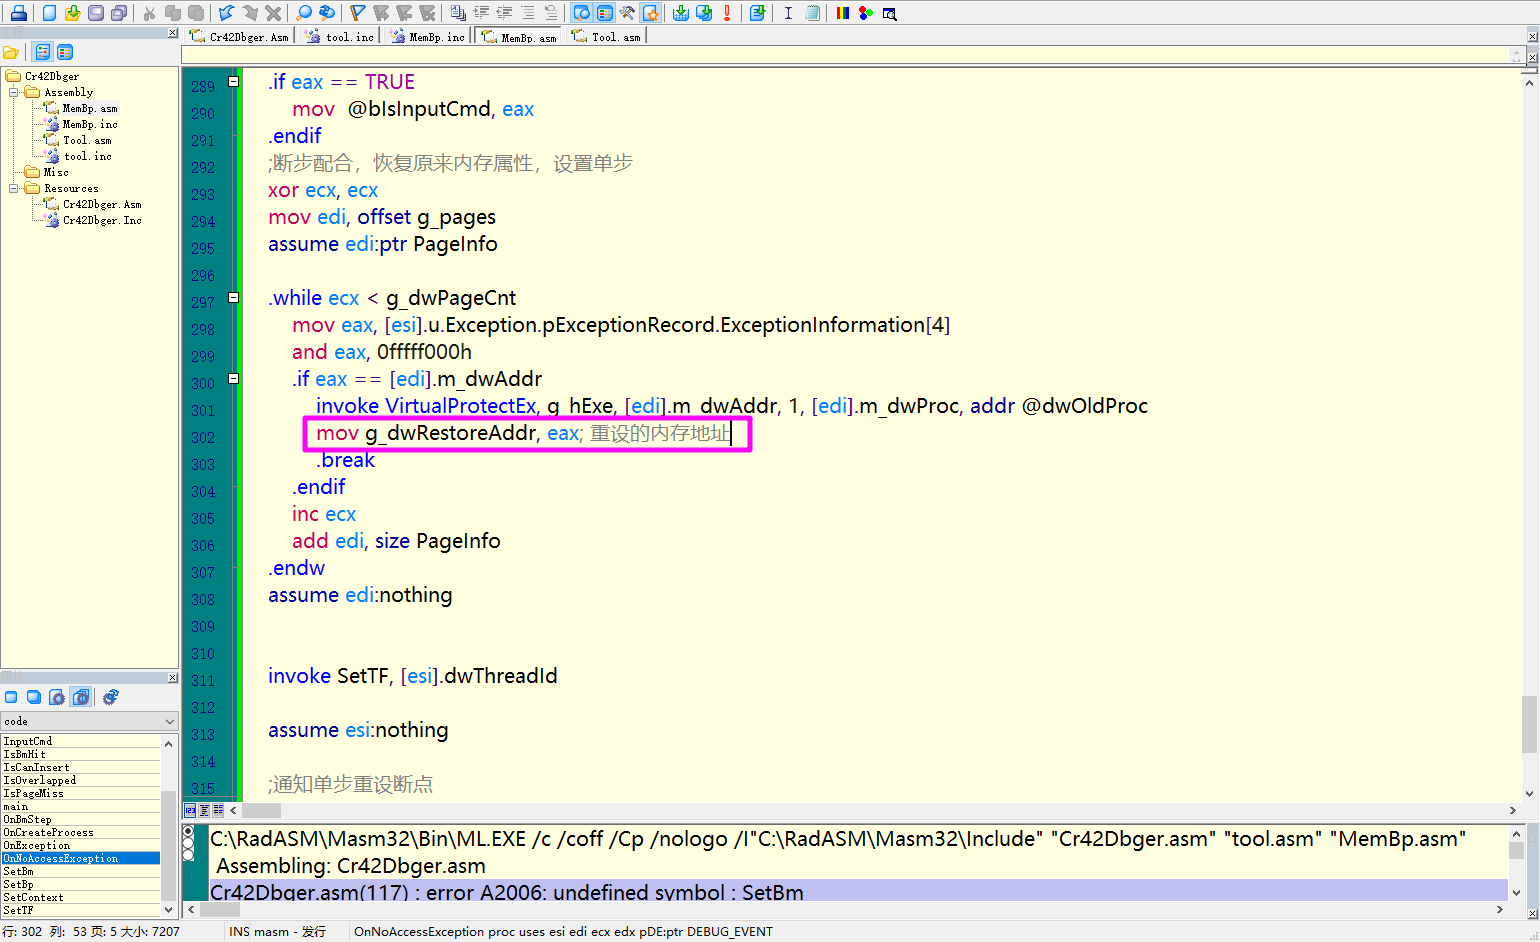 Cr42Dbger.Asm
tool.inc
MemBp.inc
MemBp.asm
Tool.asm
Cr42Dbger
Assembly
MemBp.asm
MemBp.inc
Tool.asm
tool.inc
Misc
Resources
Cr42Dbger.Asm
Cr42Dbger.Inc
289 .if eax == TRUE
290 mov @bIsInputCmd, eax
291 .endif
292 ;断步配合，恢复原来内存属性，设置单步
293 xor ecx, ecx
294 mov edi, offset g_pages
295 assume edi:ptr PageInfo
296
297 .while ecx < g_dwPageCnt
298 mov eax, [esi].u.Exception.pExceptionRecord.ExceptionInformation[4]
299 and eax, 0fffff000h
300 .if eax == [edi].m_dwAddr
301 invoke VirtualProtectEx, g_hExe, [edi].m_dwAddr, 1, [edi].m_dwProc, addr @dwOldProc
302 mov g_dwRestoreAddr, eax; 重设的内存地址
303 .break
304 .endif
305 inc ecx
306 add edi, size PageInfo
307 .endw
308 assume edi:nothing
309
310
311 invoke SetTF, [esi].dwThreadId
312
313 assume esi:nothing
314
315 ;通知单步重设断点
code
InputCmd
IsBmHit
IsCanInsert
IsOverlapped
IsPageMiss
main
OnBmStep
OnCreateProcess
OnException
OnNoAccessException
SetBm
SetBp
SetContext
SetTF
C:\RadASM\Masm32\Bin\ML.EXE /c /coff /Cp /nologo /I"C:\RadASM\Masm32\Include" "Cr42Dbger.asm" "tool.asm" "MemBp.asm"
Assembling: Cr42Dbger.asm
Cr42Dbger.asm(117) : error A2006: undefined symbol : SetBm
行: 302 列: 53 页: 5 大小: 7207 INS masm - 发行 OnNoAccessException proc uses esi edi ecx edx pDE:ptr DEBUG_EVENT